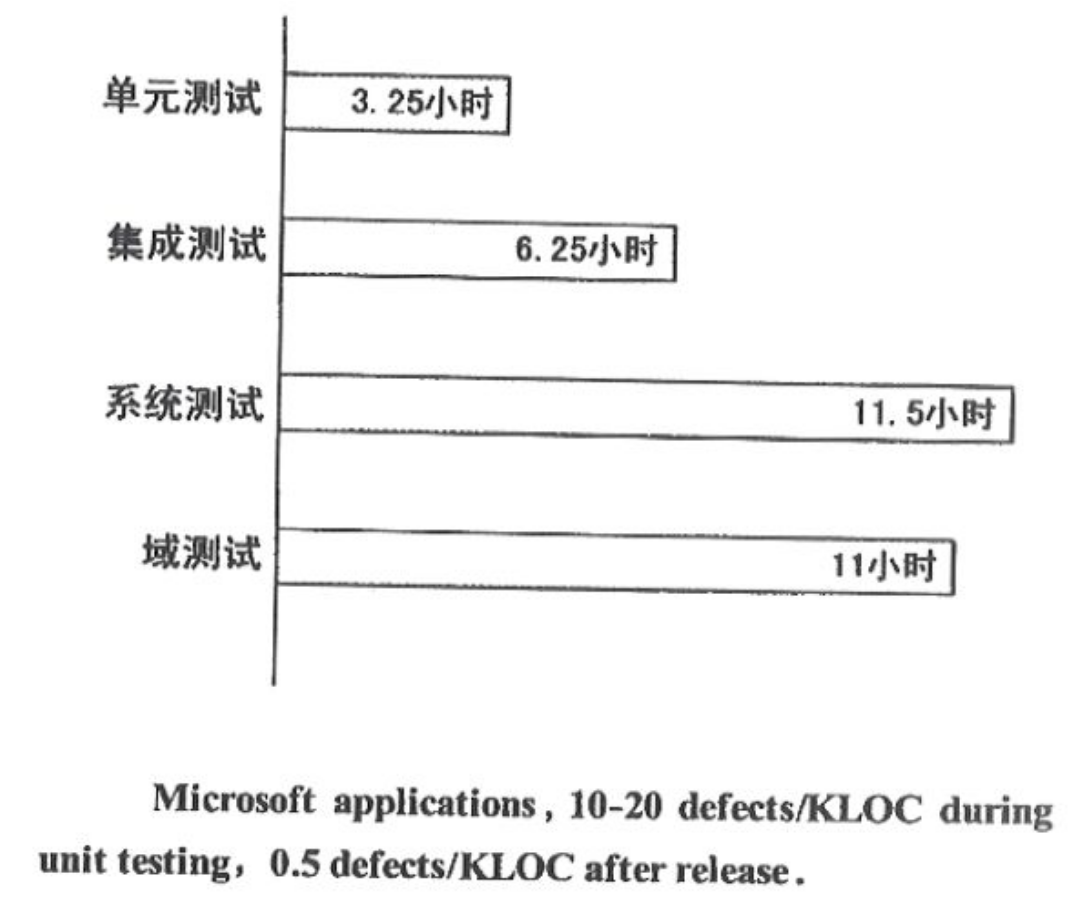 单元测试
3.25小时
集成测试
6.25小时
系统测试
11.5小时
域测试
11小时
Microsoft applications, 10-20 defects/KLOC during
unit testing, 0.5 defects/KLOC after release.